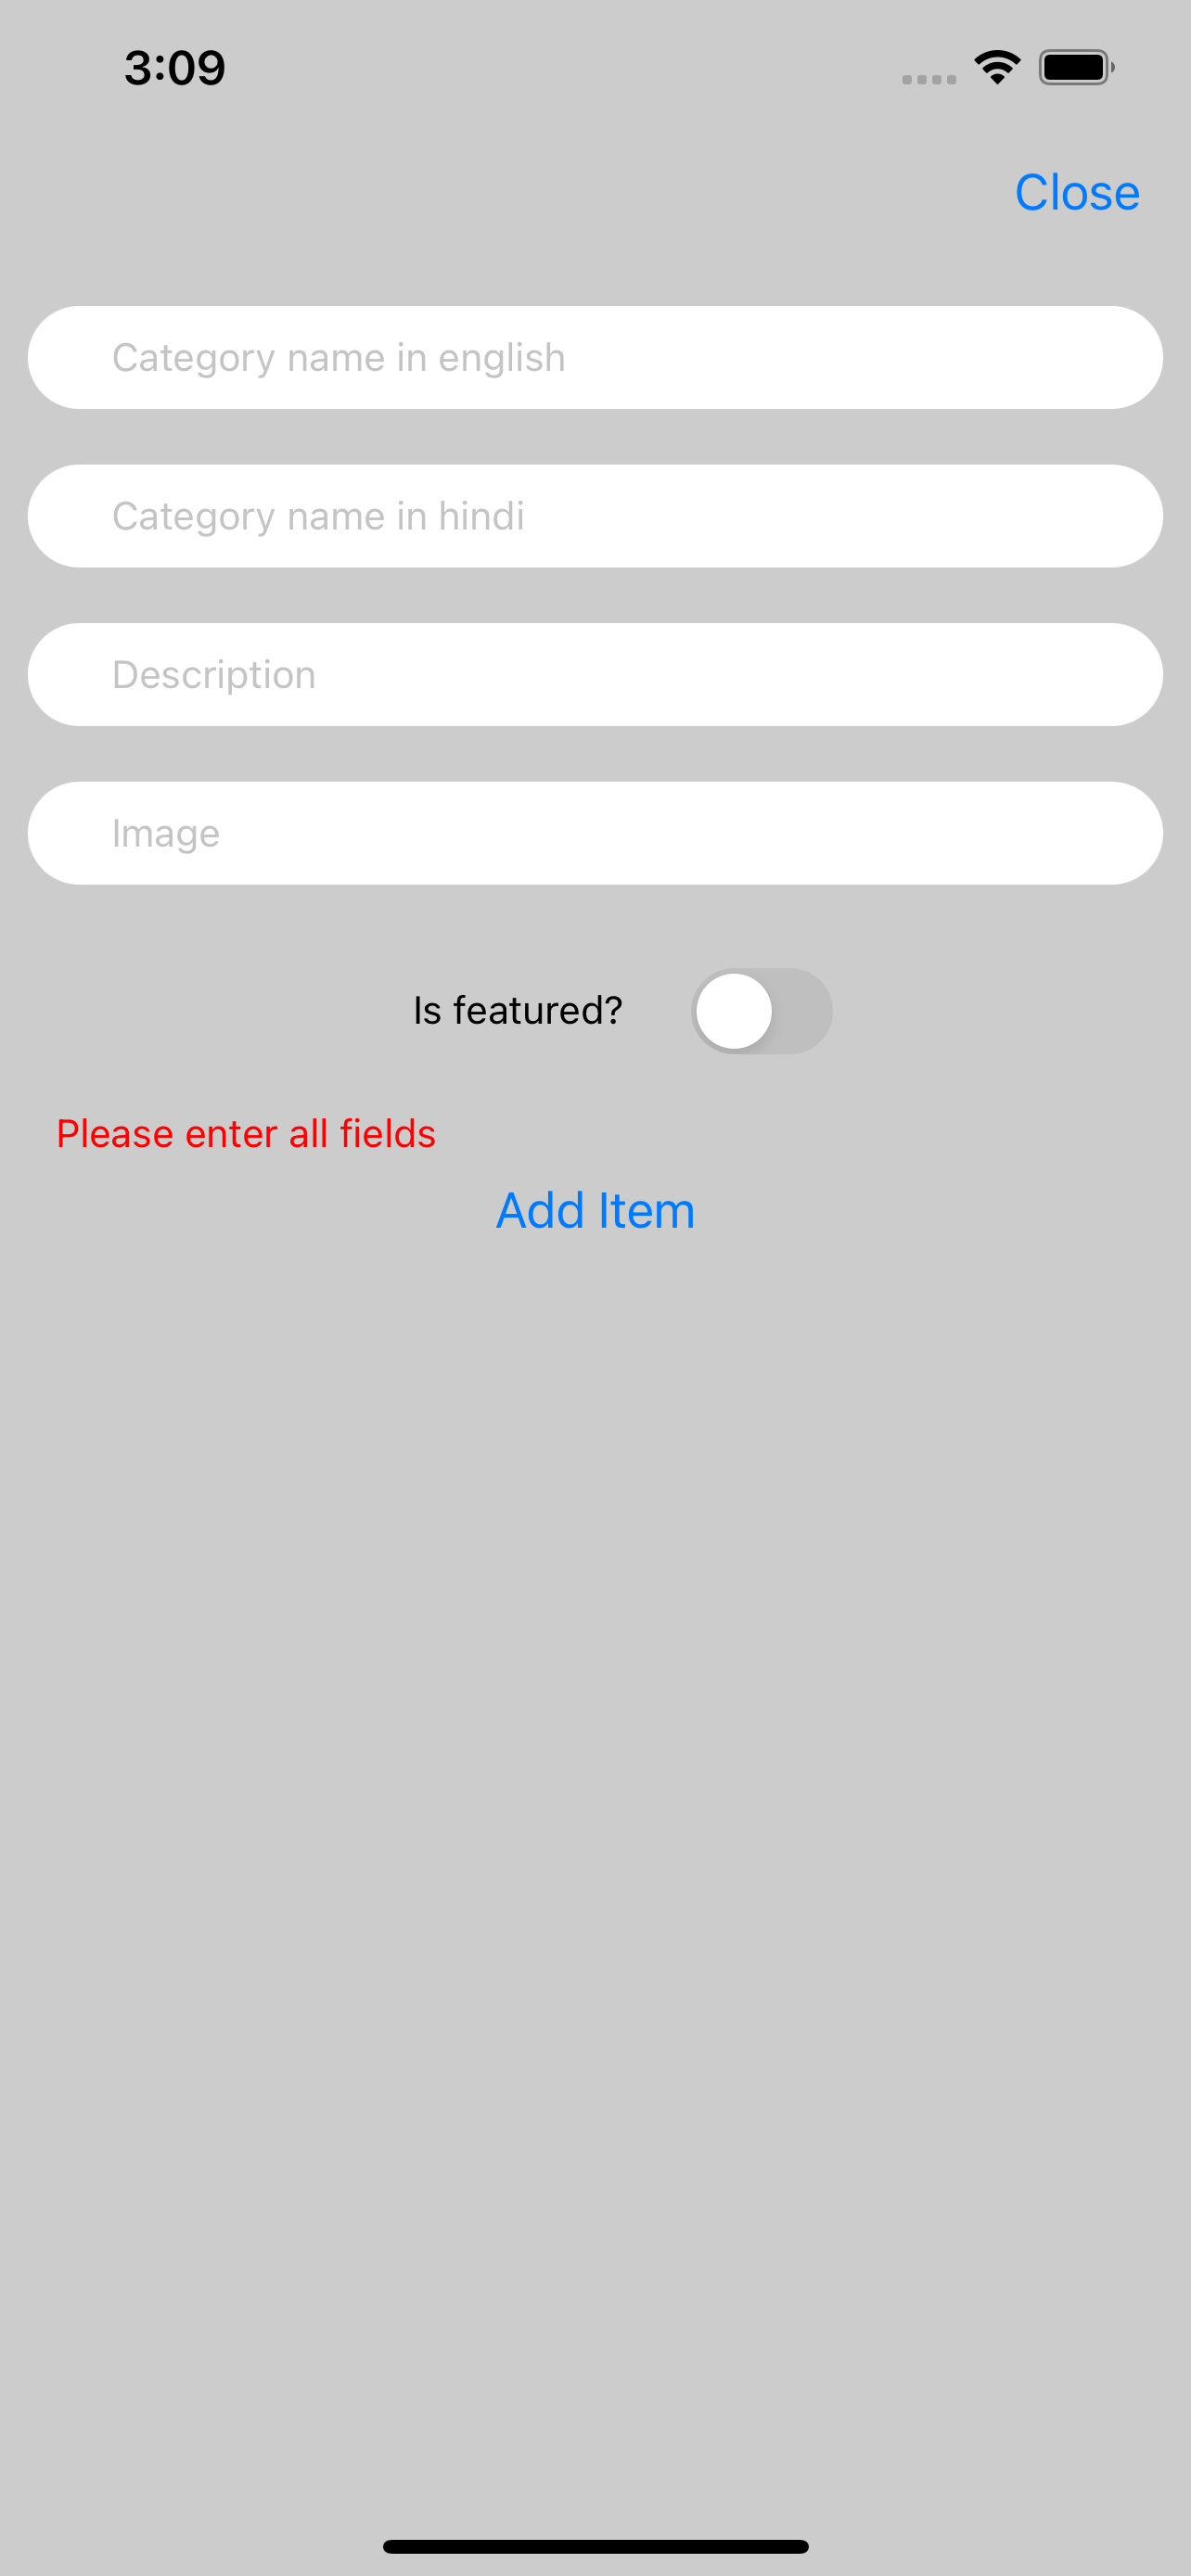 3:09
Close
Category name in english
Category name in hindi
Description
Image
Is featured?
Please enter all fields
Add Item